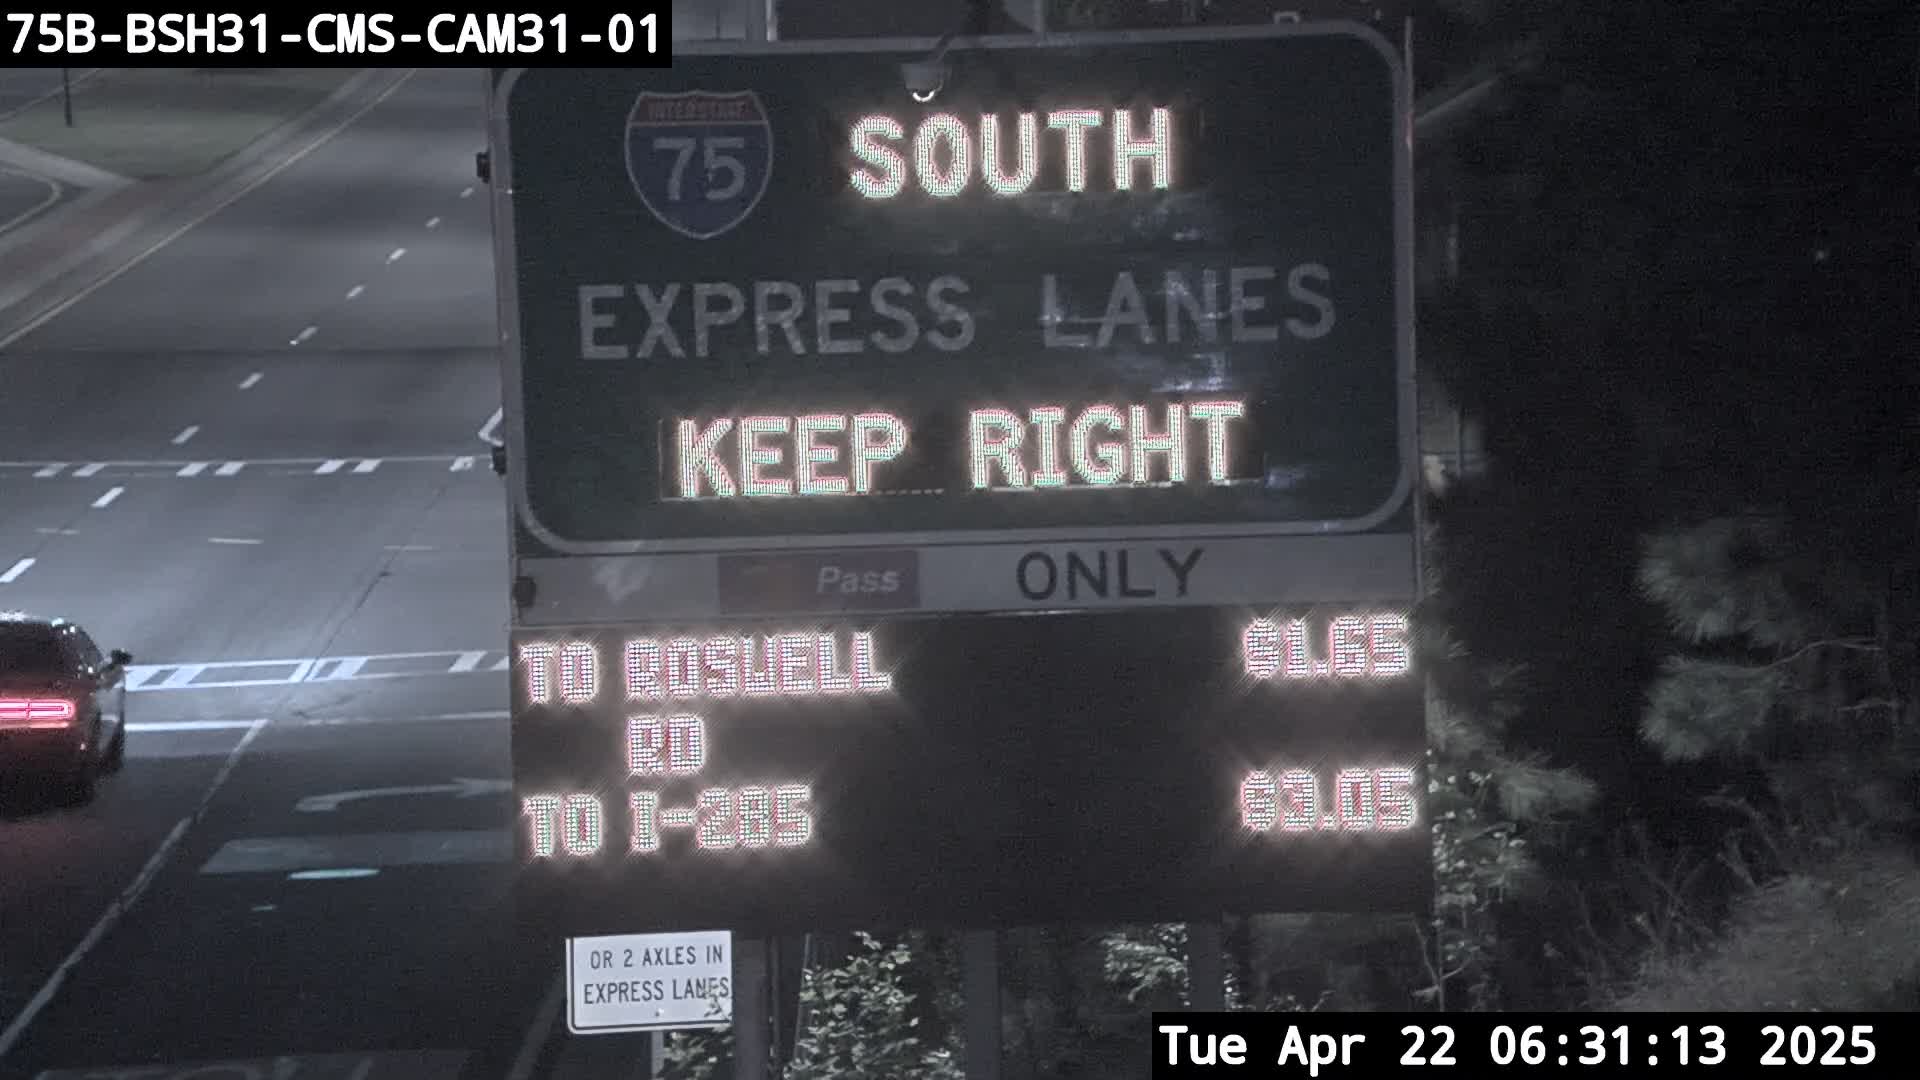 75B-BSH31-CMS-CAM31-01
INTERSTATE
75
SOUTH
EXPRESS LANES
KEEP RIGHT
Pass ONLY
TO ROSWELL $1.65
RD
TO I-285 $3.05
OR 2 AXLES IN
EXPRESS LANES
Tue Apr 22 06:31:13 2025